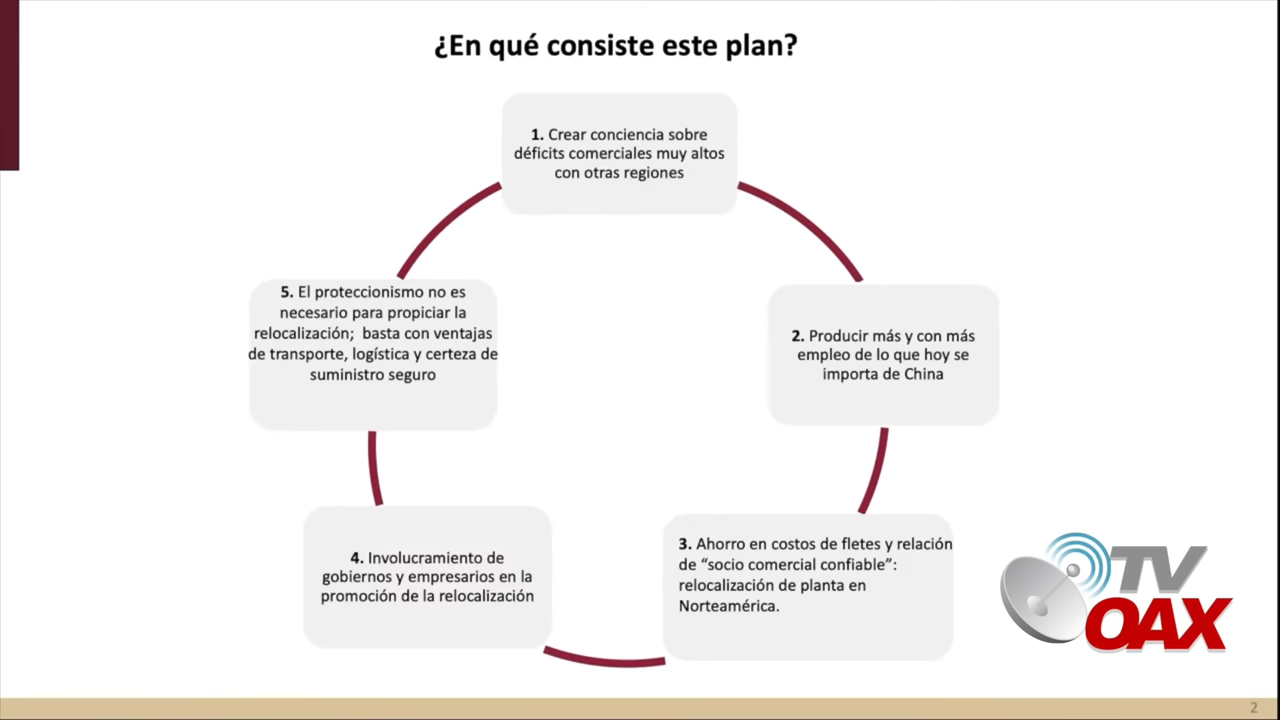 ¿En qué consiste este plan?
1. Crear conciencia sobre
déficits comerciales muy altos
con otras regiones
2. Producir más y con más
empleo de lo que hoy se
importa de China
3. Ahorro en costos de fletes y relación
de “socio comercial confiable”:
relocalización de planta en
Norteamérica.
4. Involucramiento de
gobiernos y empresarios en la
promoción de la relocalización
5. El proteccionismo no es
necesario para propiciar la
relocalización; basta con ventajas
de transporte, logística y certeza de
suministro seguro
TV
OAX
2